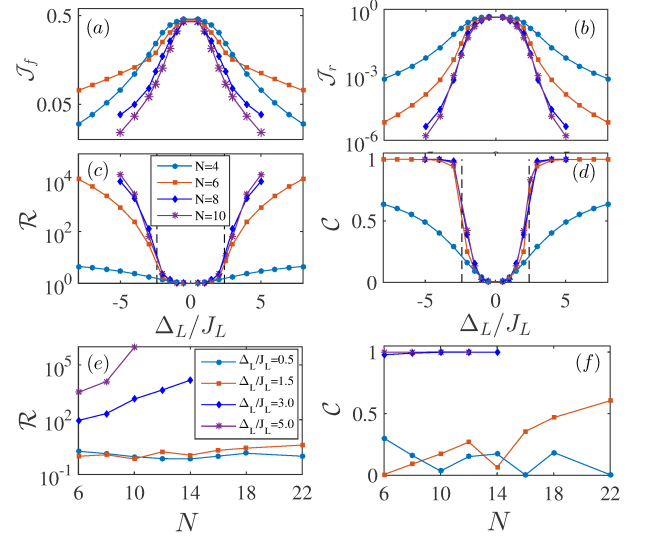 (a)
𝒥_f
0.5
0.05
(b)
𝒥_r
10^0
10^-3
10^-6
(c)
ℛ
10^4
10^2
10^0
N=4
N=6
N=8
N=10
-5 0 5
Δ_L/J_L
(d)
𝒞
1
0.5
0
-5 0 5
Δ_L/J_L
(e)
ℛ
10^5
10^2
10^-1
Δ_L/J_L=0.5
Δ_L/J_L=1.5
Δ_L/J_L=3.0
Δ_L/J_L=5.0
6 10 14 18 22
N
(f)
𝒞
1
0.5
0
6 10 14 18 22
N